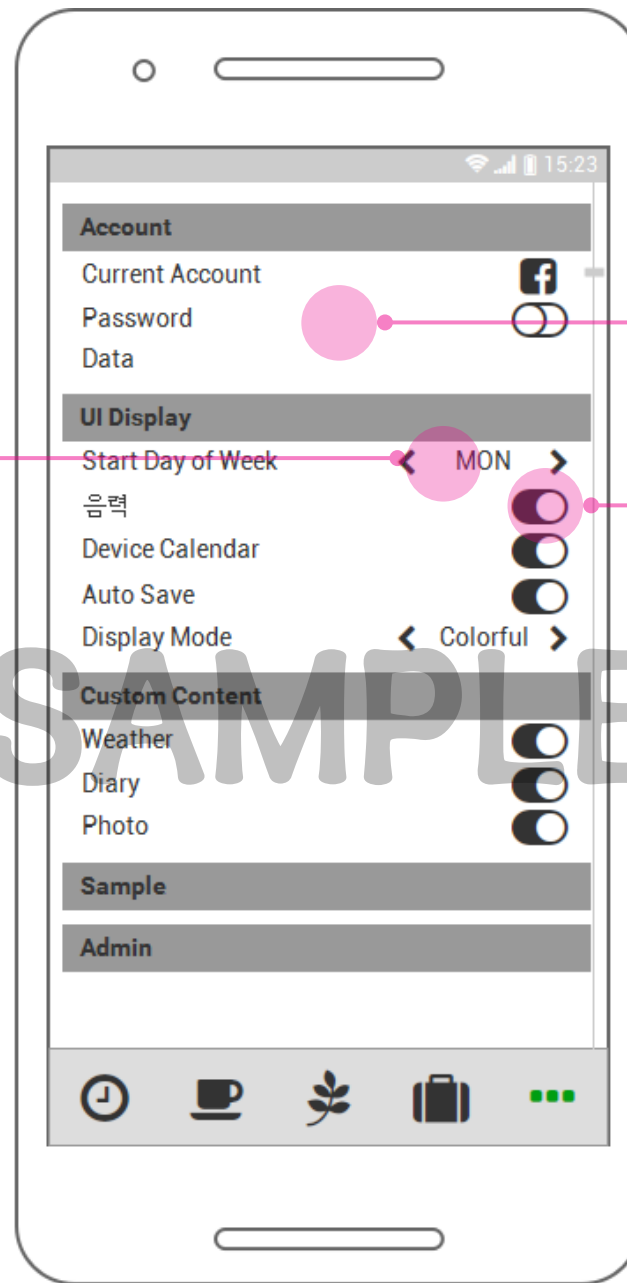 15:23
Account
Current Account
Password
Data
UI Display
Start Day of Week MON
음력
Device Calendar
Auto Save
Display Mode Colorful
SAMPLE
Custom Content
Weather
Diary
Photo
Sample
Admin